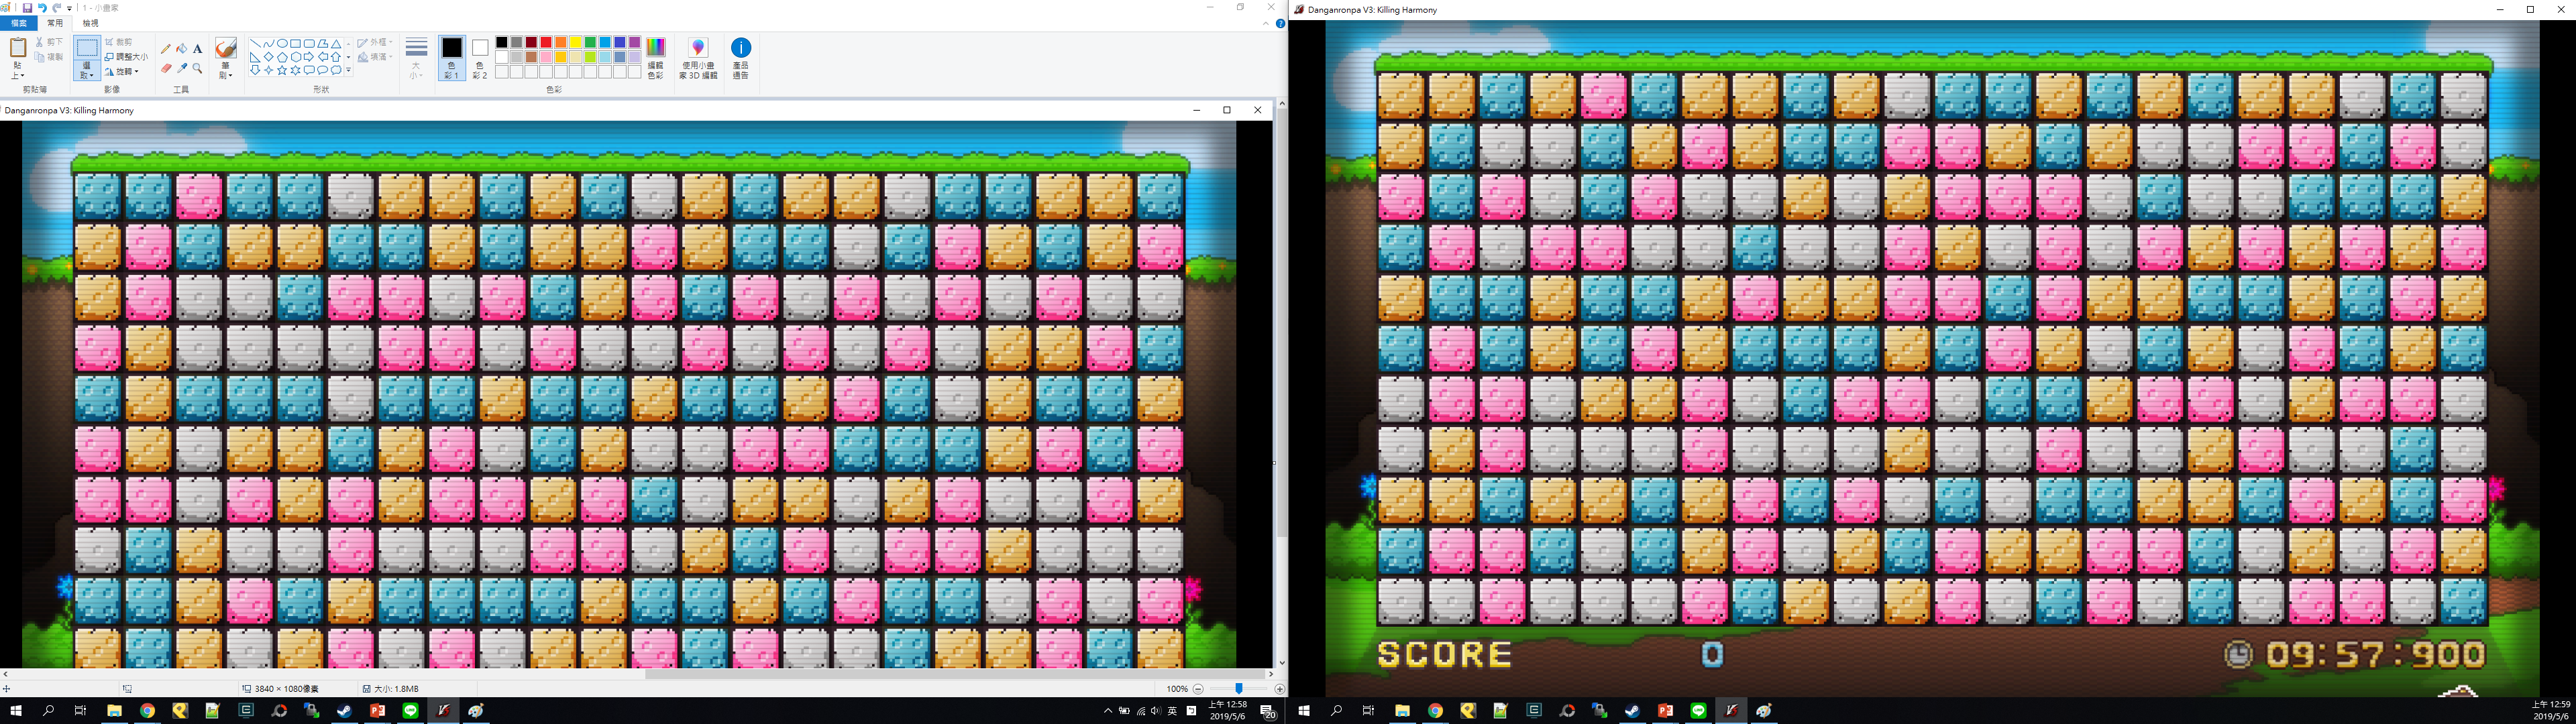 1 - 小畫家
檔案 常用 檢視
貼上 剪下 複製
選取 裁剪 調整大小 旋轉
筆刷
外框 填滿
大小
色彩 1
色彩 2
編輯色彩
使用小畫家 3D 編輯
產品通告
剪貼簿 影像 工具 形狀 色彩
Danganronpa V3: Killing Harmony
3840 × 1080像素
大小: 1.8MB
100%
英
上午 12:58
2019/5/6
20
Danganronpa V3: Killing Harmony
SCORE 0 09:57:900
上午 12:59
2019/5/6